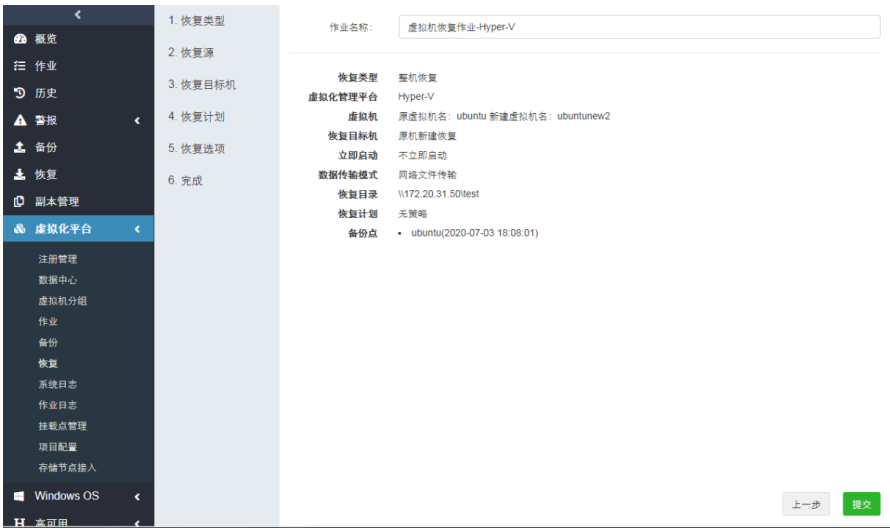 概览
作业
历史
警报
备份
恢复
副本管理
虚拟化平台
注册管理
数据中心
虚拟机分组
作业
备份
恢复
系统日志
作业日志
挂载点管理
项目配置
存储节点接入
Windows OS
高可用
1. 恢复类型
2. 恢复源
3. 恢复目标机
4. 恢复计划
5. 恢复选项
6. 完成
作业名称: 虚拟机恢复作业-Hyper-V
恢复类型 整机恢复
虚拟化管理平台 Hyper-V
虚拟机 原虚拟机名：ubuntu 新建虚拟机名：ubuntunew2
恢复目标机 原机新建恢复
立即启动 不立即启动
数据传输模式 网络文件传输
恢复目录 \\172.20.31.50\test
恢复计划 无策略
备份点 • ubuntu(2020-07-03 18:08:01)
上一步 提交